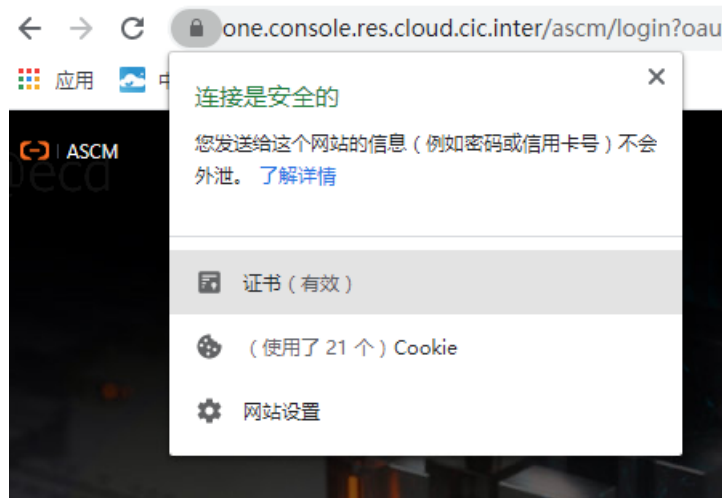 one.console.res.cloud.cic.inter/ascm/login?oau
应用
连接是安全的
您发送给这个网站的信息（例如密码或信用卡号）不会
外泄。 了解详情
ASCM
证书（有效）
（使用了 21 个）Cookie
网站设置